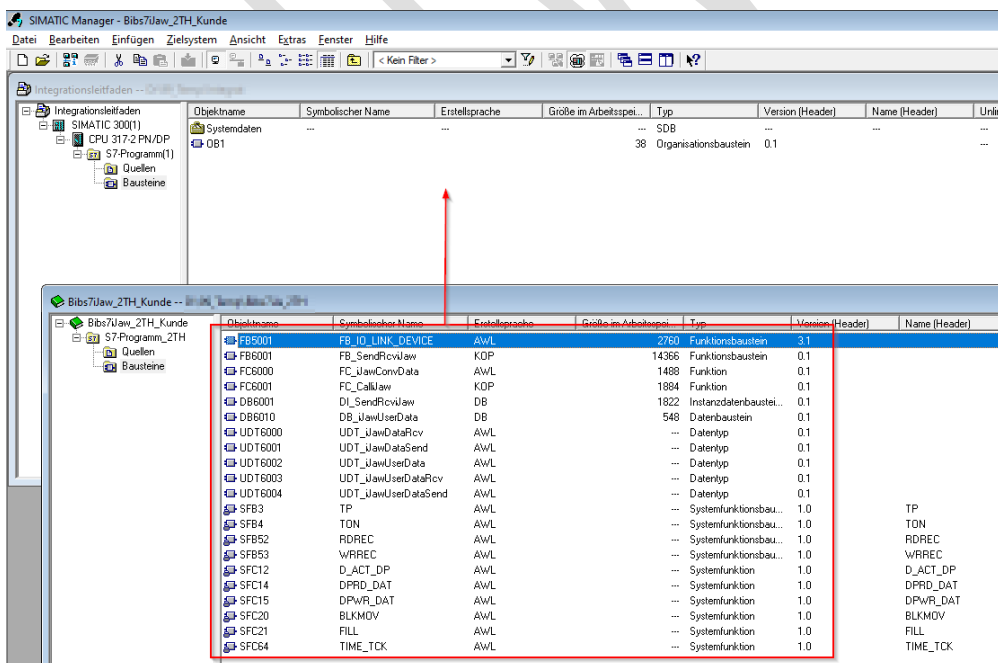 SIMATIC Manager - Bibs7iJaw_2TH_Kunde
Datei Bearbeiten Einfügen Zielsystem Ansicht Extras Fenster Hilfe
< Kein Filter >
Integrationsleitfaden --
Integrationsleitfaden
SIMATIC 300(1)
CPU 317-2 PN/DP
S7-Programm(1)
Quellen
Bausteine
Objektname Symbolischer Name Erstellsprache Größe im Arbeitsspei... Typ Version (Header) Name (Header) Unli
Systemdaten --- --- --- SDB --- --- ---
OB1 38 Organisationsbaustein 0.1 ---
Bibs7iJaw_2TH_Kunde --
Bibs7iJaw_2TH_Kunde
S7-Programm_2TH
Quellen
Bausteine
Objektname Symbolischer Name Erstellsprache Größe im Arbeitsspei... Typ Version (Header) Name (Header)
FB5001 FB_IO_LINK_DEVICE AWL 2760 Funktionsbaustein 3.1
FB6001 FB_SendRcviJaw KOP 14366 Funktionsbaustein 0.1
FC6000 FC_iJawConvData AWL 1488 Funktion 0.1
FC6001 FC_CalliJaw KOP 1884 Funktion 0.1
DB6001 DI_SendRcviJaw DB 1822 Instanzdatenbaustei... 0.1
DB6010 DB_iJawUserData DB 548 Datenbaustein 0.1
UDT6000 UDT_iJawDataRcv AWL --- Datentyp 0.1
UDT6001 UDT_iJawDataSend AWL --- Datentyp 0.1
UDT6002 UDT_iJawUserData AWL --- Datentyp 0.1
UDT6003 UDT_iJawUserDataRcv AWL --- Datentyp 0.1
UDT6004 UDT_iJawUserDataSend AWL --- Datentyp 0.1
SFB3 TP AWL --- Systemfunktionsbau... 1.0 TP
SFB4 TON AWL --- Systemfunktionsbau... 1.0 TON
SFB52 RDREC AWL --- Systemfunktionsbau... 1.0 RDREC
SFB53 WRREC AWL --- Systemfunktionsbau... 1.0 WRREC
SFC12 D_ACT_DP AWL --- Systemfunktion 1.0 D_ACT_DP
SFC14 DPRD_DAT AWL --- Systemfunktion 1.0 DPRD_DAT
SFC15 DPWR_DAT AWL --- Systemfunktion 1.0 DPWR_DAT
SFC20 BLKMOV AWL --- Systemfunktion 1.0 BLKMOV
SFC21 FILL AWL --- Systemfunktion 1.0 FILL
SFC64 TIME_TCK AWL --- Systemfunktion 1.0 TIME_TCK